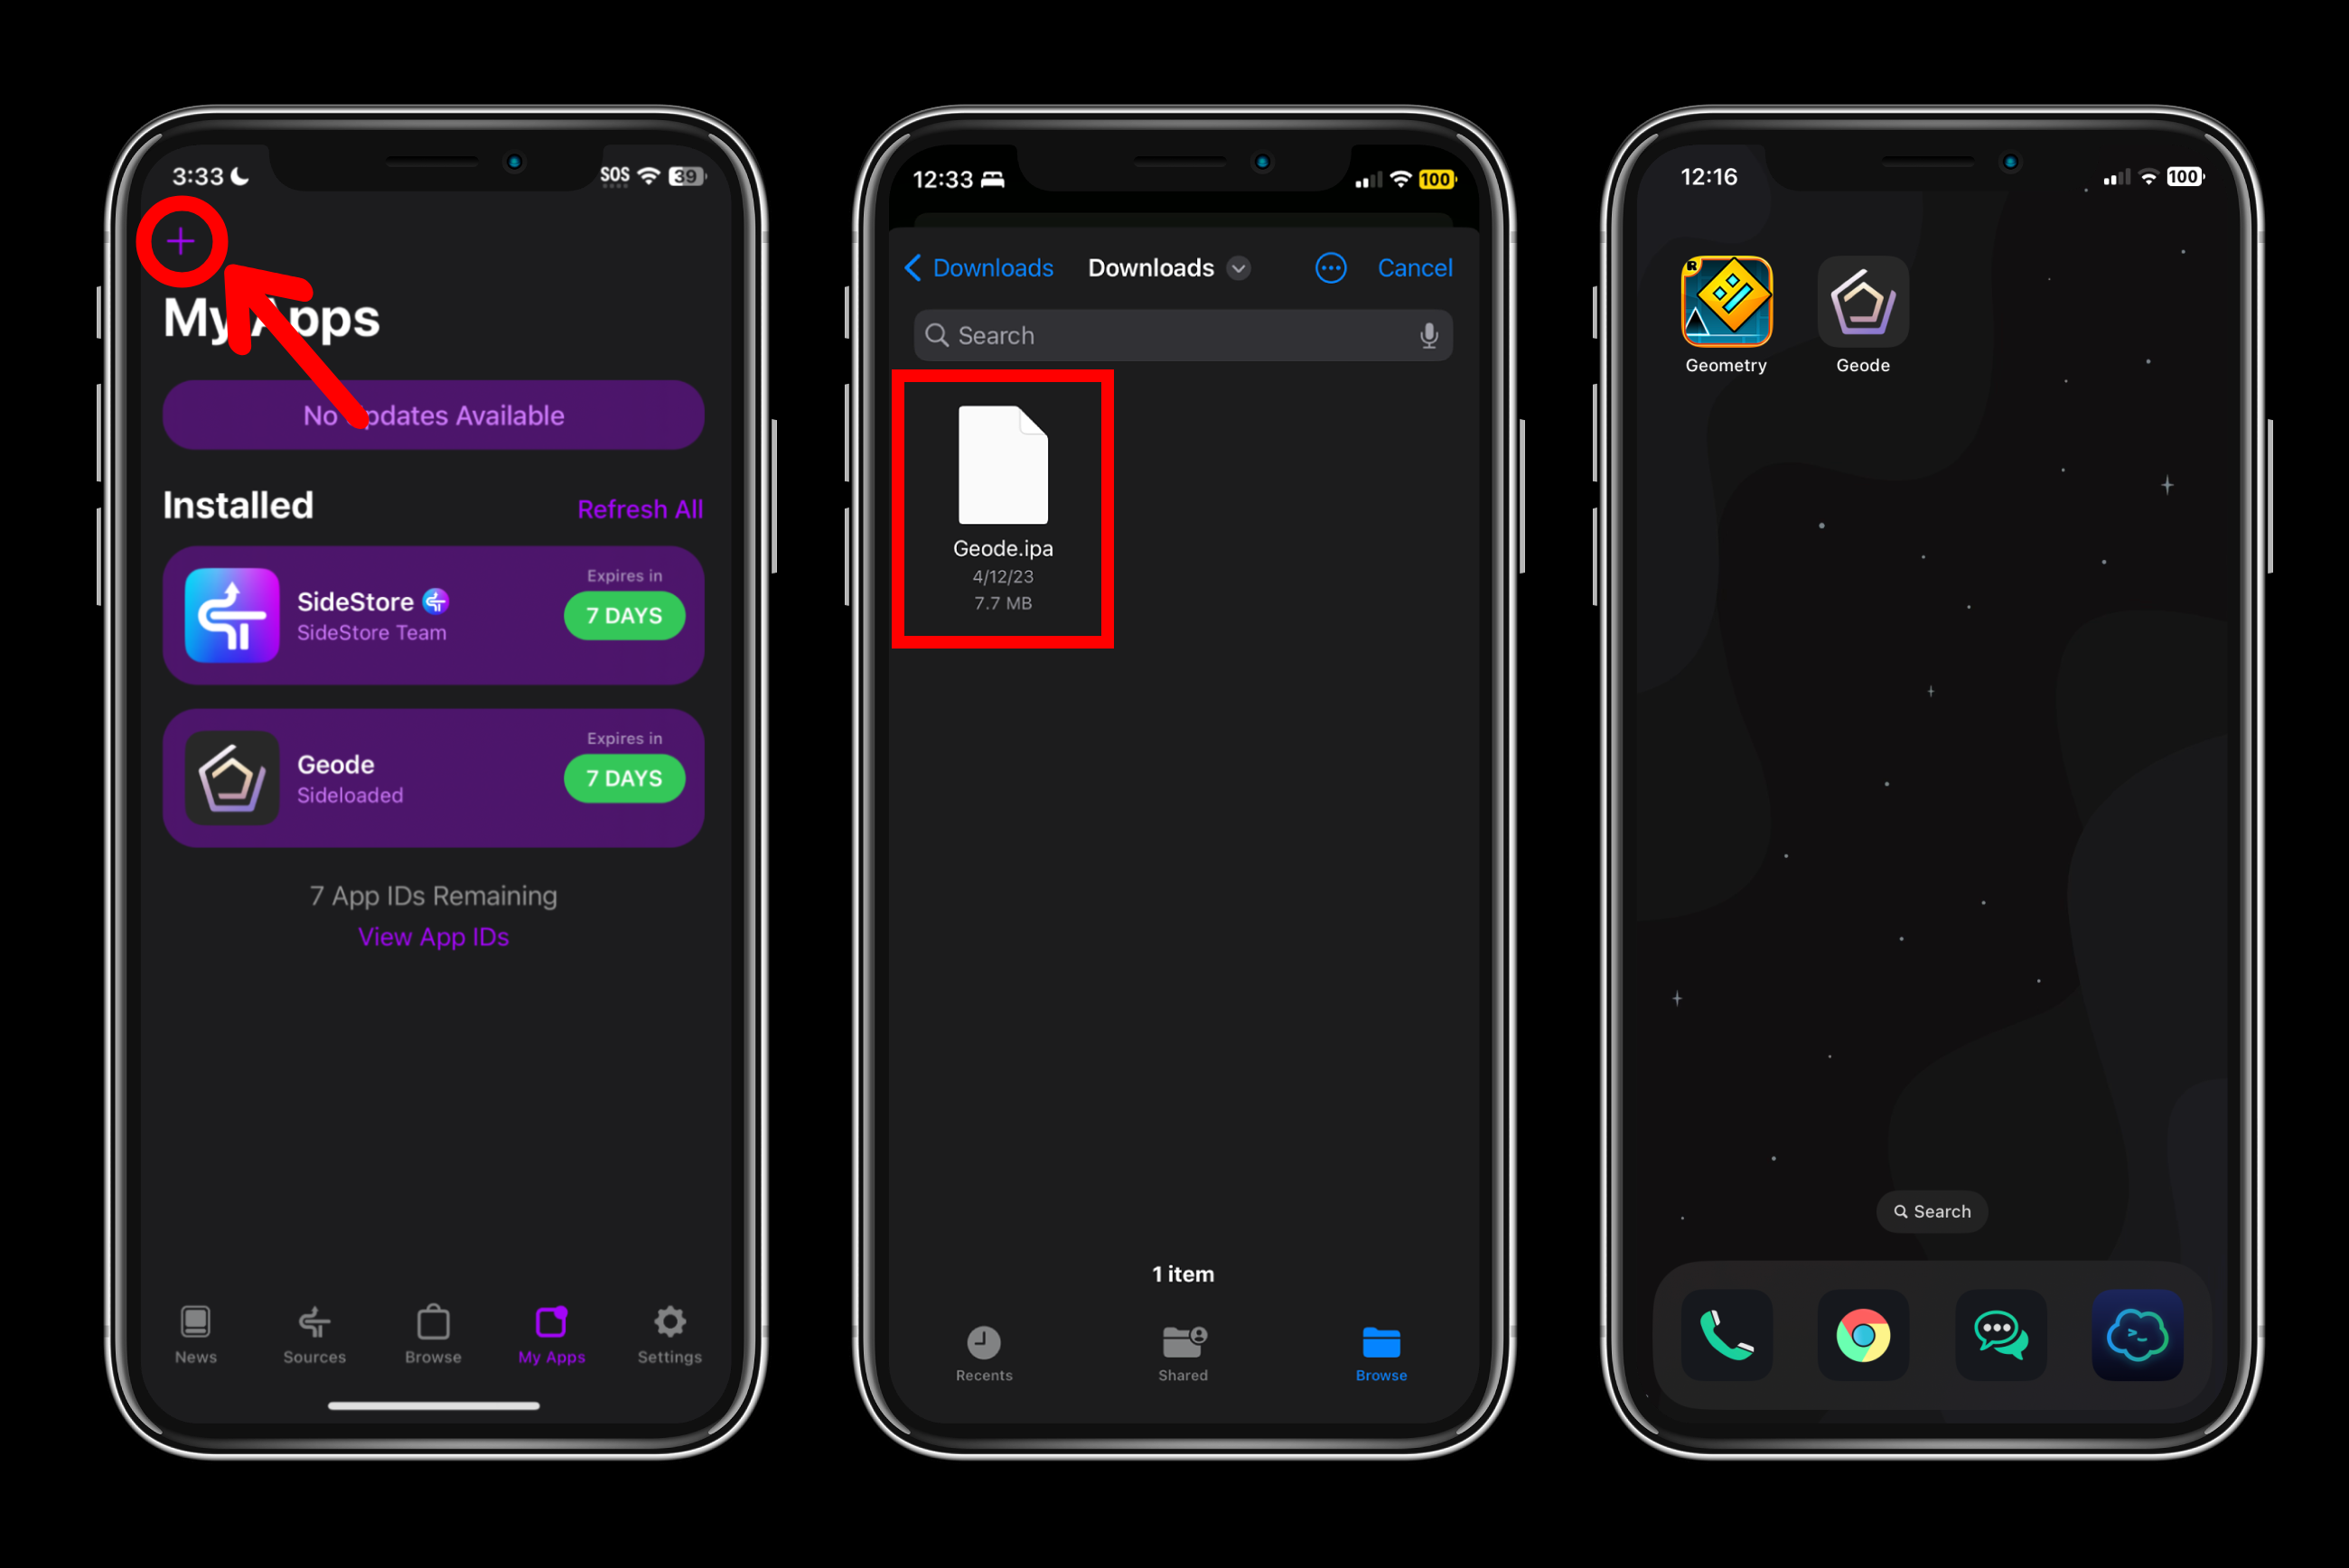 3:33
SOS
39
+
My Apps
No Updates Available
Installed
Refresh All
SideStore
SideStore Team
Expires in
7 DAYS
Geode
Sideloaded
Expires in
7 DAYS
7 App IDs Remaining
View App IDs
News
Sources
Browse
My Apps
Settings
12:33
100
Downloads
Downloads
Cancel
Search
Geode.ipa
4/12/23
7.7 MB
1 item
Recents
Shared
Browse
12:16
100
R
Geometry
Geode
Search
>_